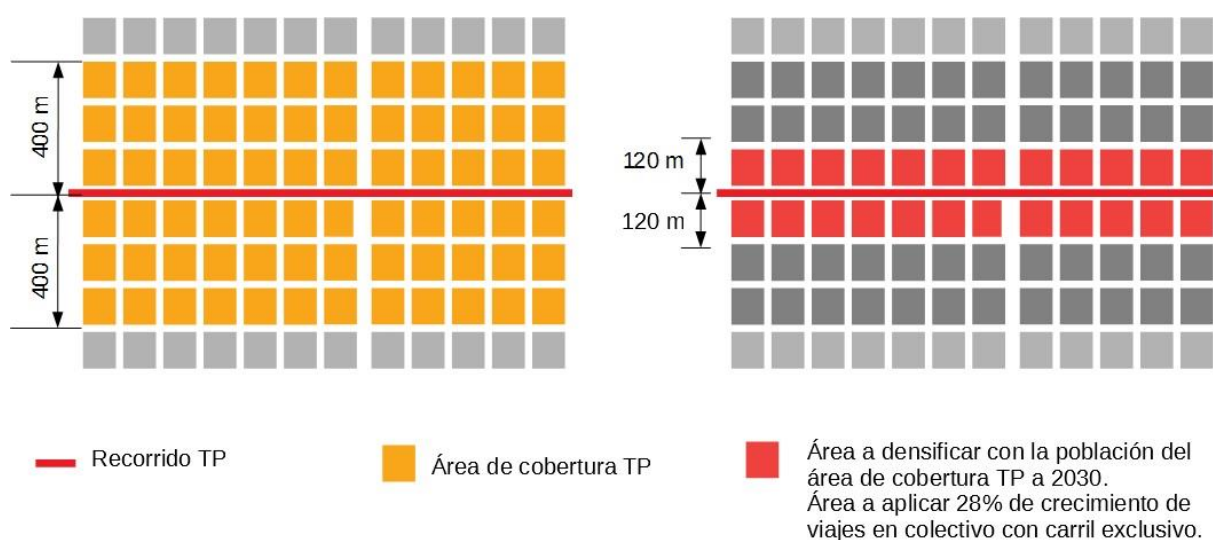 400 m
400 m
120 m
120 m
Recorrido TP
Área de cobertura TP
Área a densificar con la población del
área de cobertura TP a 2030.
Área a aplicar 28% de crecimiento de
viajes en colectivo con carril exclusivo.